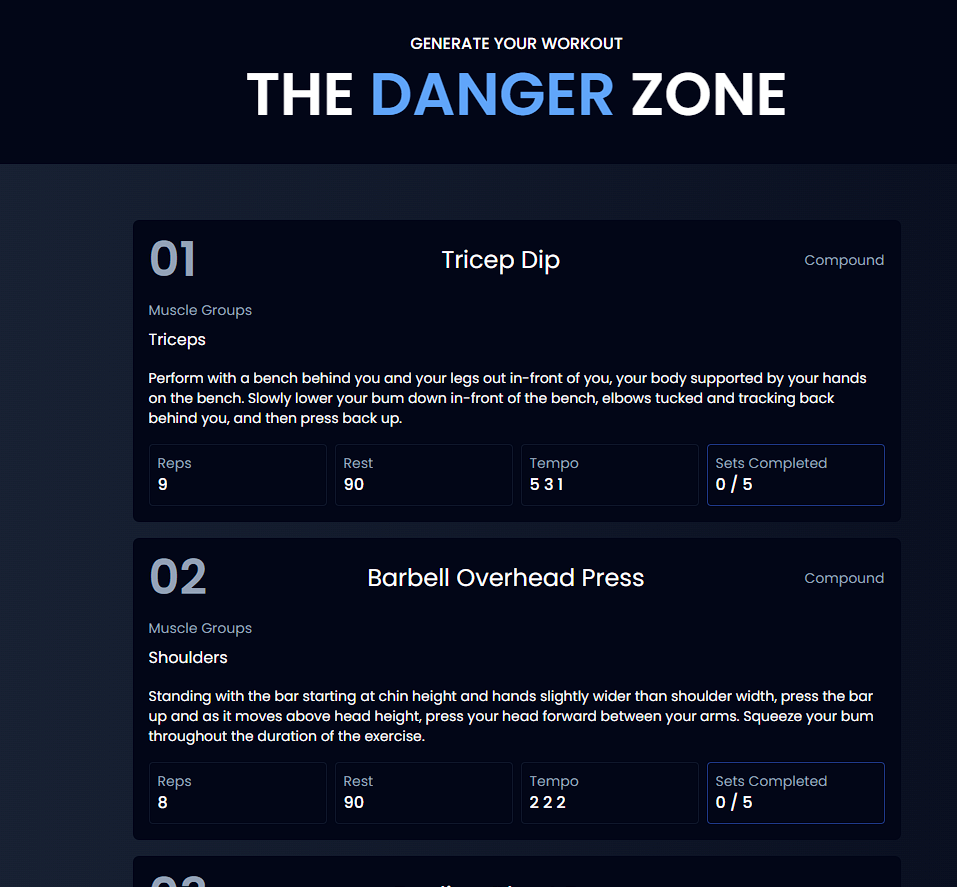 GENERATE YOUR WORKOUT
THE DANGER ZONE
01
Tricep Dip
Compound
Muscle Groups
Triceps
Perform with a bench behind you and your legs out in-front of you, your body supported by your hands
on the bench. Slowly lower your bum down in-front of the bench, elbows tucked and tracking back
behind you, and then press back up.
Reps
9
Rest
90
Tempo
5 3 1
Sets Completed
0 / 5
02
Barbell Overhead Press
Compound
Muscle Groups
Shoulders
Standing with the bar starting at chin height and hands slightly wider than shoulder width, press the bar
up and as it moves above head height, press your head forward between your arms. Squeeze your bum
throughout the duration of the exercise.
Reps
8
Rest
90
Tempo
2 2 2
Sets Completed
0 / 5